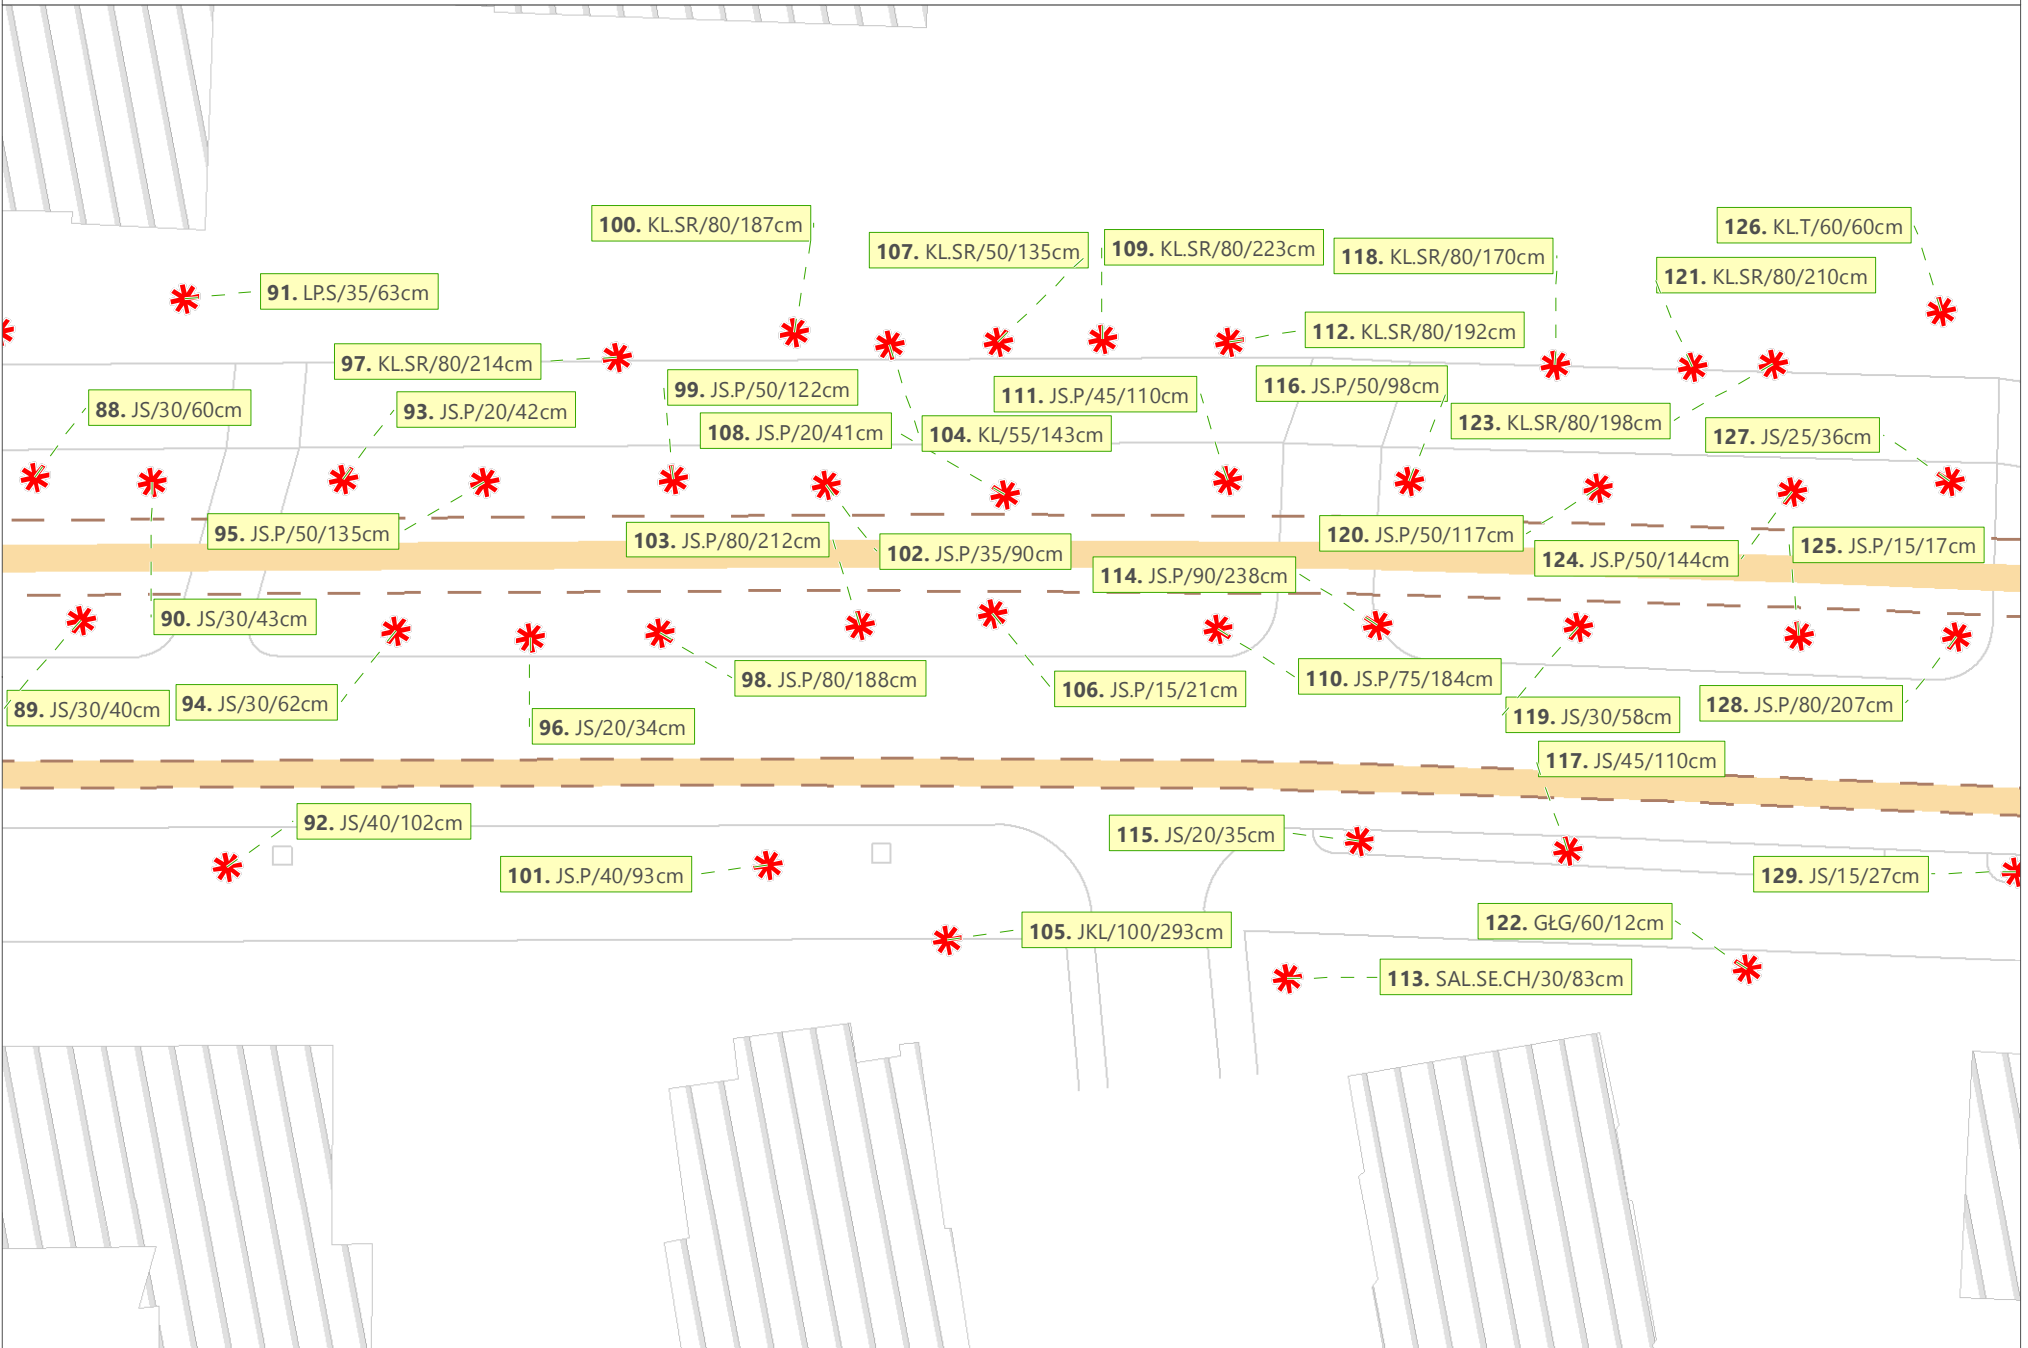 100. KL.SR/80/187cm
126. KL.T/60/60cm
107. KL.SR/50/135cm
109. KL.SR/80/223cm
118. KL.SR/80/170cm
121. KL.SR/80/210cm
91. LP.S/35/63cm
112. KL.SR/80/192cm
97. KL.SR/80/214cm
99. JS.P/50/122cm
111. JS.P/45/110cm
116. JS.P/50/98cm
88. JS/30/60cm
93. JS.P/20/42cm
123. KL.SR/80/198cm
108. JS.P/20/41cm
104. KL/55/143cm
127. JS/25/36cm
95. JS.P/50/135cm
103. JS.P/80/212cm
102. JS.P/35/90cm
120. JS.P/50/117cm
124. JS.P/50/144cm
125. JS.P/15/17cm
114. JS.P/90/238cm
90. JS/30/43cm
98. JS.P/80/188cm
106. JS.P/15/21cm
110. JS.P/75/184cm
89. JS/30/40cm
94. JS/30/62cm
96. JS/20/34cm
119. JS/30/58cm
128. JS.P/80/207cm
117. JS/45/110cm
92. JS/40/102cm
115. JS/20/35cm
101. JS.P/40/93cm
129. JS/15/27cm
105. JKL/100/293cm
122. GŁG/60/12cm
113. SAL.SE.CH/30/83cm